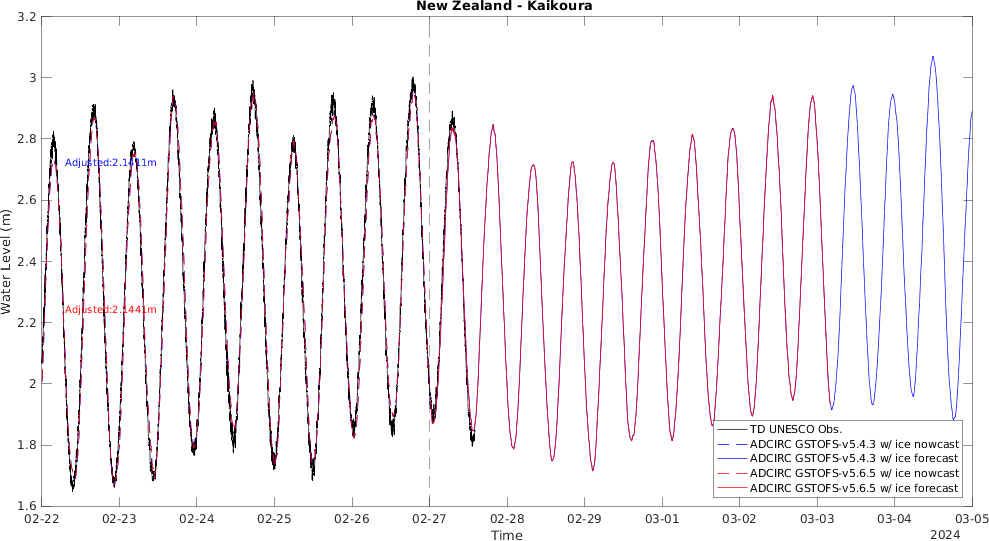 New Zealand - Kaikoura
Water Level (m)
3.2
3
2.8
2.6
2.4
2.2
2
1.8
1.6
Adjusted:2.1411m
Adjusted:2.1441m
TD UNESCO Obs.
ADCIRC GSTOFS-v5.4.3 w/ ice nowcast
ADCIRC GSTOFS-v5.4.3 w/ ice forecast
ADCIRC GSTOFS-v5.6.5 w/ ice nowcast
ADCIRC GSTOFS-v5.6.5 w/ ice forecast
02-22 02-23 02-24 02-25 02-26 02-27 02-28 02-29 03-01 03-02 03-03 03-04 03-05
Time
2024